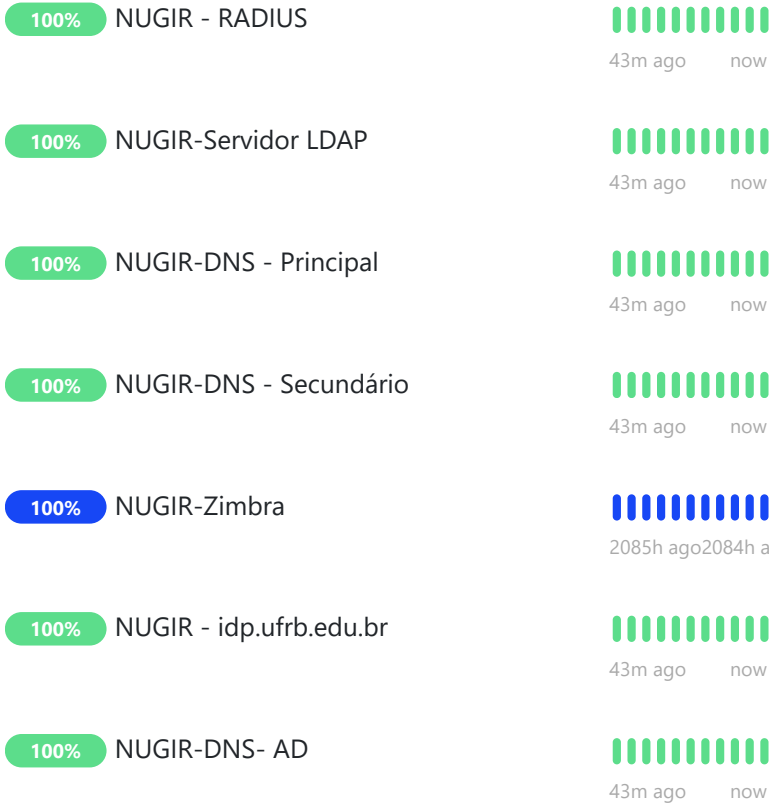 100% NUGIR - RADIUS
43m ago now
100% NUGIR-Servidor LDAP
43m ago now
100% NUGIR-DNS - Principal
43m ago now
100% NUGIR-DNS - Secundário
43m ago now
100% NUGIR-Zimbra
2085h ago2084h a
100% NUGIR - idp.ufrb.edu.br
43m ago now
100% NUGIR-DNS- AD
43m ago now